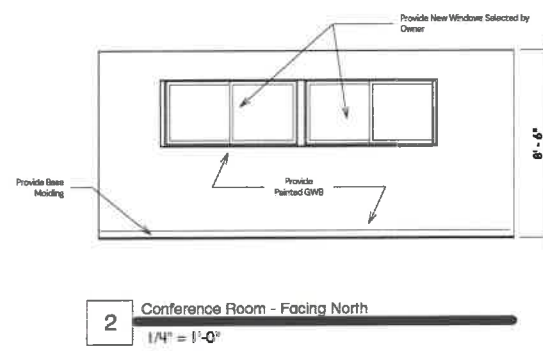 Provide New Windows Selected by
Owner
8' - 6"
Provide Base
Molding
Provide
Painted GWB
2
Conference Room - Facing North
1/4" = 1'-0"